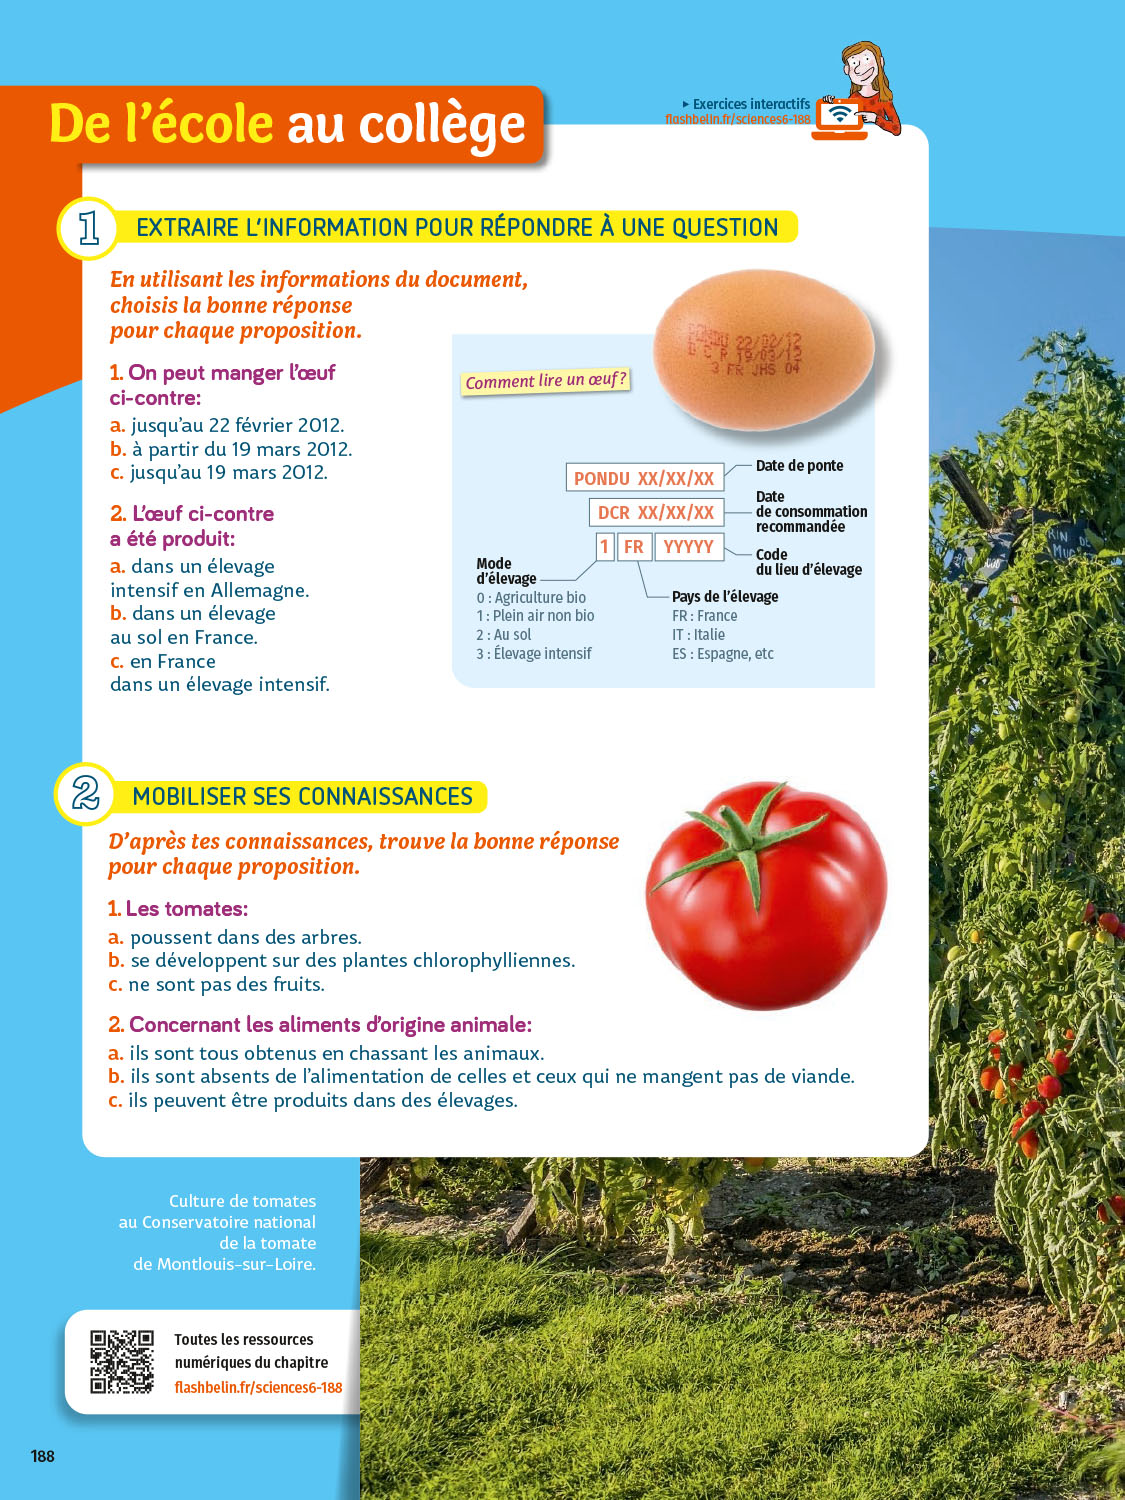 De l'école au collège
▸ Exercices interactifs
flashbelin.fr/sciences6-188
1 EXTRAIRE L'INFORMATION POUR RÉPONDRE À UNE QUESTION
En utilisant les informations du document,
choisis la bonne réponse
pour chaque proposition.
1. On peut manger l'œuf
ci-contre:
a. jusqu'au 22 février 2012.
b. à partir du 19 mars 2012.
c. jusqu'au 19 mars 2012.
2. L'œuf ci-contre
a été produit:
a. dans un élevage
intensif en Allemagne.
b. dans un élevage
au sol en France.
c. en France
dans un élevage intensif.
PONDU 22/02/12
D C R 19/03/12
3 FR JHS 04
Comment lire un œuf?
PONDU XX/XX/XX
Date de ponte
DCR XX/XX/XX
Date
de consommation
recommandée
1 FR YYYYY
Code
du lieu d'élevage
Mode
d'élevage
0 : Agriculture bio
1 : Plein air non bio
2 : Au sol
3 : Élevage intensif
Pays de l'élevage
FR : France
IT : Italie
ES : Espagne, etc
2 MOBILISER SES CONNAISSANCES
D'après tes connaissances, trouve la bonne réponse
pour chaque proposition.
1. Les tomates:
a. poussent dans des arbres.
b. se développent sur des plantes chlorophylliennes.
c. ne sont pas des fruits.
2. Concernant les aliments d'origine animale:
a. ils sont tous obtenus en chassant les animaux.
b. ils sont absents de l'alimentation de celles et ceux qui ne mangent pas de viande.
c. ils peuvent être produits dans des élevages.
Culture de tomates
au Conservatoire national
de la tomate
de Montlouis-sur-Loire.
Toutes les ressources
numériques du chapitre
flashbelin.fr/sciences6-188
188